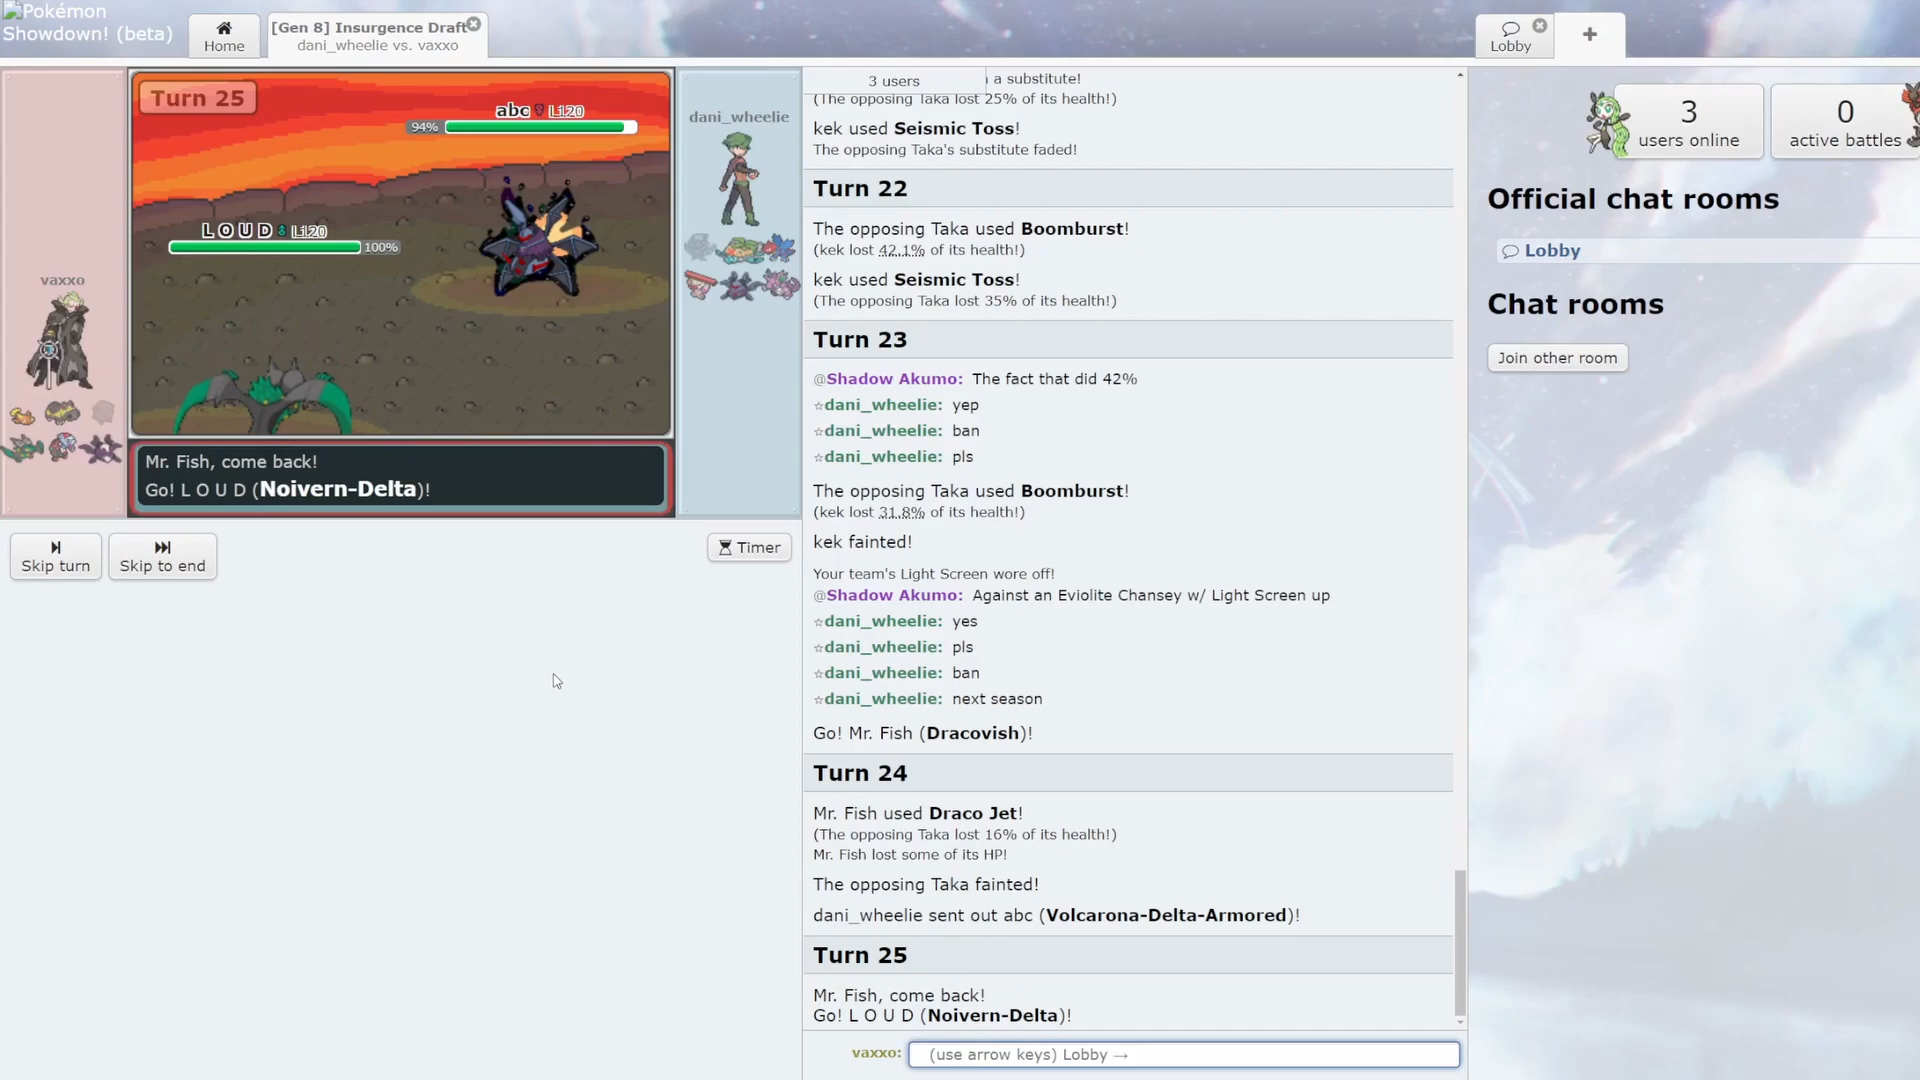 Pokémon
Showdown! (beta)
Home
[Gen 8] Insurgence Draft
dani_wheelie vs. vaxxo
Lobby
Turn 25
abc L120
94%
L O U D L120
100%
vaxxo
dani_wheelie
Mr. Fish, come back!
Go! L O U D (Noivern-Delta)!
Skip turn
Skip to end
Timer
3 users
a substitute!
(The opposing Taka lost 25% of its health!)
kek used Seismic Toss!
The opposing Taka's substitute faded!
Turn 22
The opposing Taka used Boomburst!
(kek lost 42.1% of its health!)
kek used Seismic Toss!
(The opposing Taka lost 35% of its health!)
Turn 23
@Shadow Akumo: The fact that did 42%
☆dani_wheelie: yep
☆dani_wheelie: ban
☆dani_wheelie: pls
The opposing Taka used Boomburst!
(kek lost 31.8% of its health!)
kek fainted!
Your team's Light Screen wore off!
@Shadow Akumo: Against an Eviolite Chansey w/ Light Screen up
☆dani_wheelie: yes
☆dani_wheelie: pls
☆dani_wheelie: ban
☆dani_wheelie: next season
Go! Mr. Fish (Dracovish)!
Turn 24
Mr. Fish used Draco Jet!
(The opposing Taka lost 16% of its health!)
Mr. Fish lost some of its HP!
The opposing Taka fainted!
dani_wheelie sent out abc (Volcarona-Delta-Armored)!
Turn 25
Mr. Fish, come back!
Go! L O U D (Noivern-Delta)!
vaxxo: (use arrow keys) Lobby →
3
users online
0
active battles
Official chat rooms
Lobby
Chat rooms
Join other room